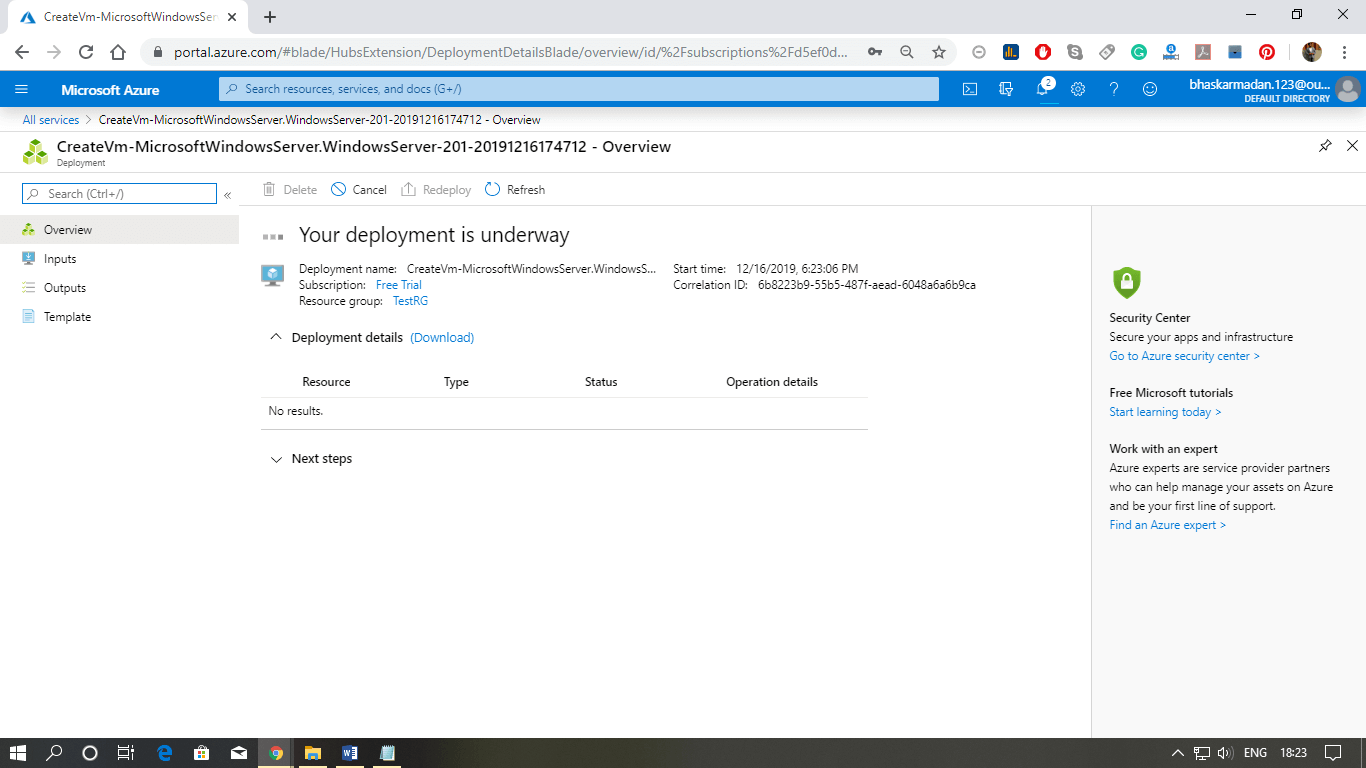 CreateVm-MicrosoftWindowsSer
portal.azure.com/#blade/HubsExtension/DeploymentDetailsBlade/overview/id/%2Fsubscriptions%2Fd5ef0d...
Microsoft Azure
Search resources, services, and docs (G+/)
2
bhaskarmadan.123@ou...
DEFAULT DIRECTORY
All services > CreateVm-MicrosoftWindowsServer.WindowsServer-201-20191216174712 - Overview
CreateVm-MicrosoftWindowsServer.WindowsServer-201-20191216174712 - Overview
Deployment
Search (Ctrl+/)
«
Delete Cancel Redeploy Refresh
Overview
Inputs
Outputs
Template
Your deployment is underway
Deployment name: CreateVm-MicrosoftWindowsServer.WindowsS...
Subscription: Free Trial
Resource group: TestRG
Start time: 12/16/2019, 6:23:06 PM
Correlation ID: 6b8223b9-55b5-487f-aead-6048a6a6b9ca
Deployment details (Download)
Resource Type Status Operation details
No results.
Next steps
Security Center
Secure your apps and infrastructure
Go to Azure security center >
Free Microsoft tutorials
Start learning today >
Work with an expert
Azure experts are service provider partners
who can help manage your assets on Azure
and be your first line of support.
Find an Azure expert >
ENG 18:23